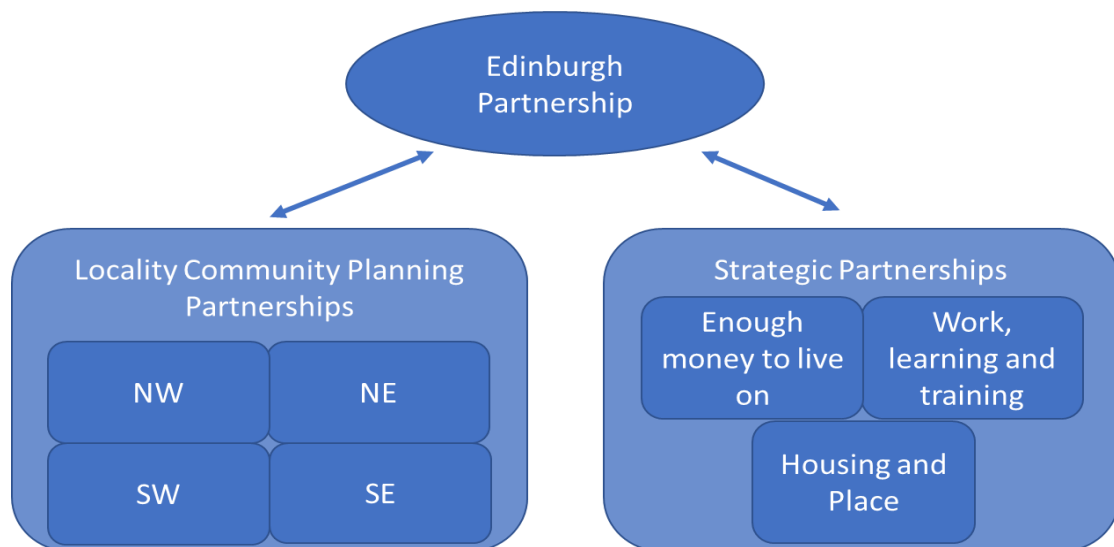 Edinburgh
Partnership
Locality Community Planning
Partnerships
NW
NE
SW
SE
Strategic Partnerships
Enough
money to live
on
Work,
learning and
training
Housing and
Place